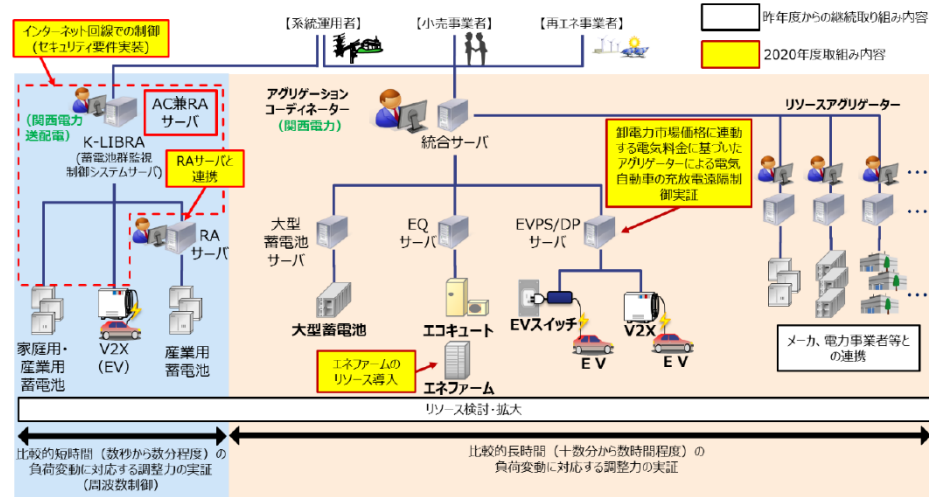 インターネット回線での制御
(セキュリティ要件実装)
【系統運用者】
【小売事業者】
【再エネ事業者】
昨年度からの継続取り組み内容
2020年度取組み内容
(関西電力
送配電)
AC兼RA
サーバ
K-LIBRA
(蓄電池群監視
制御システムサーバ)
RAサーバと
連携
RA
サーバ
家庭用・
産業用
蓄電池
V2X
(EV)
産業用
蓄電池
アグリゲーション
コーディネーター
(関西電力)
統合サーバ
卸電力市場価格に連動
する電気料金に基づいた
アグリゲーターによる電気
自動車の充放電遠隔制
御実証
リソースアグリゲーター
大型
蓄電池
サーバ
EQ
サーバ
EVPS/DP
サーバ
大型蓄電池
エコキュート
EVスイッチ
V2X
EV
EV
エネファームの
リソース導入
エネファーム
メーカ、電力事業者等と
の連携
リソース検討・拡大
比較的短時間(数秒から数分程度)の
負荷変動に対応する調整力の実証
(周波数制御)
比較的長時間(十数分から数時間程度)の
負荷変動に対応する調整力の実証